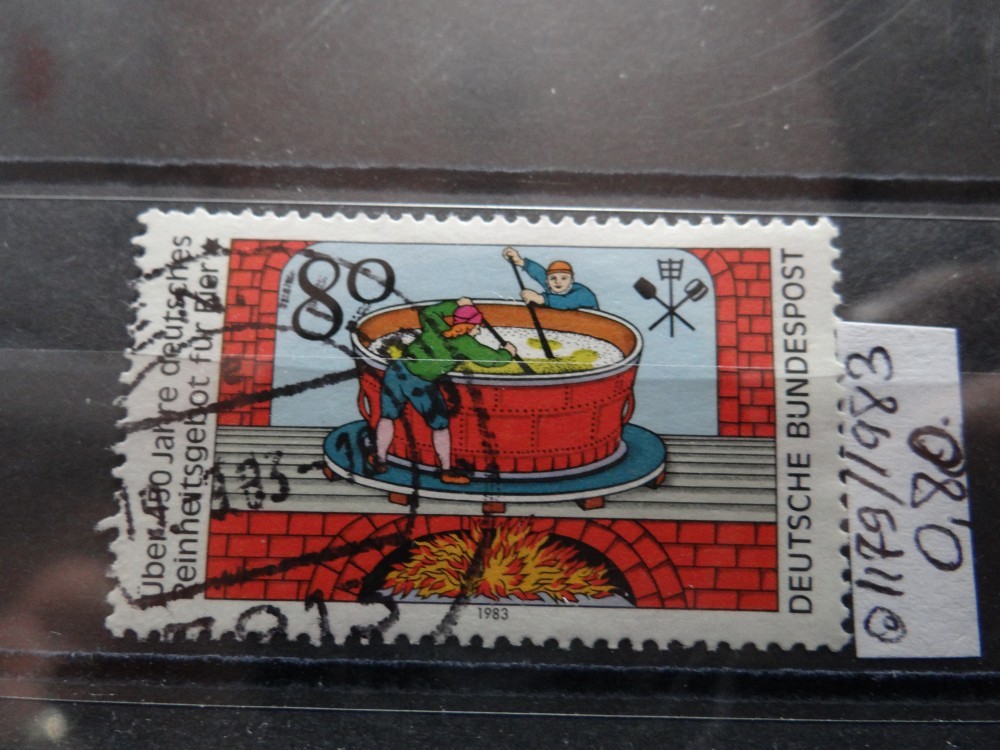 Über 450 Jahre deutsches
Reinheitsgebot für Bier
80
DEUTSCHE BUNDESPOST
1983
1179/1983
0,80.